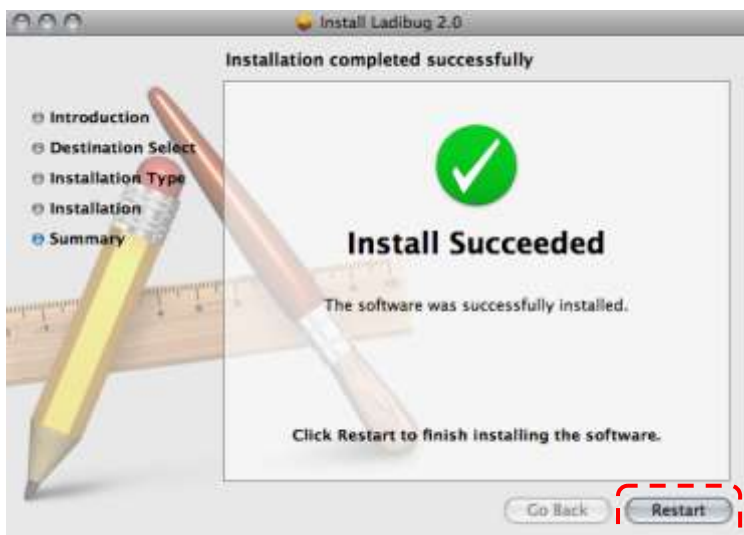 Install Ladibug 2.0
Installation completed successfully
Introduction
Destination Select
Installation Type
Installation
Summary
Install Succeeded
The software was successfully installed.
Click Restart to finish installing the software.
Go Back
Restart